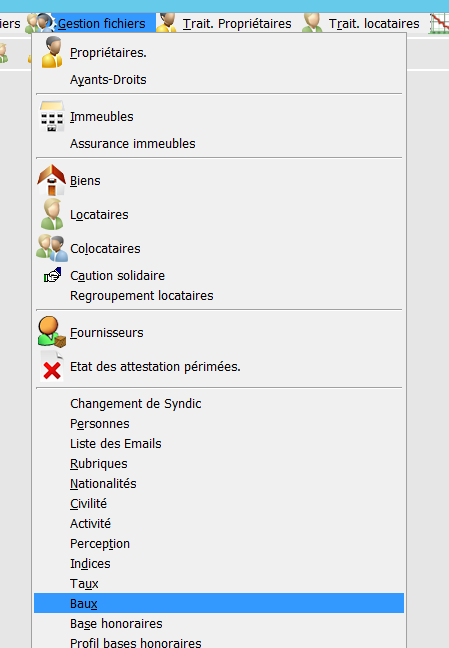 iers Gestion fichiers Trait. Propriétaires Trait. locataires
Propriétaires.
Ayants-Droits
Immeubles
Assurance immeubles
Biens
Locataires
Colocataires
Caution solidaire
Regroupement locataires
Fournisseurs
Etat des attestation périmées.
Changement de Syndic
Personnes
Liste des Emails
Rubriques
Nationalités
Civilité
Activité
Perception
Indices
Taux
Baux
Base honoraires
Profil bases honoraires